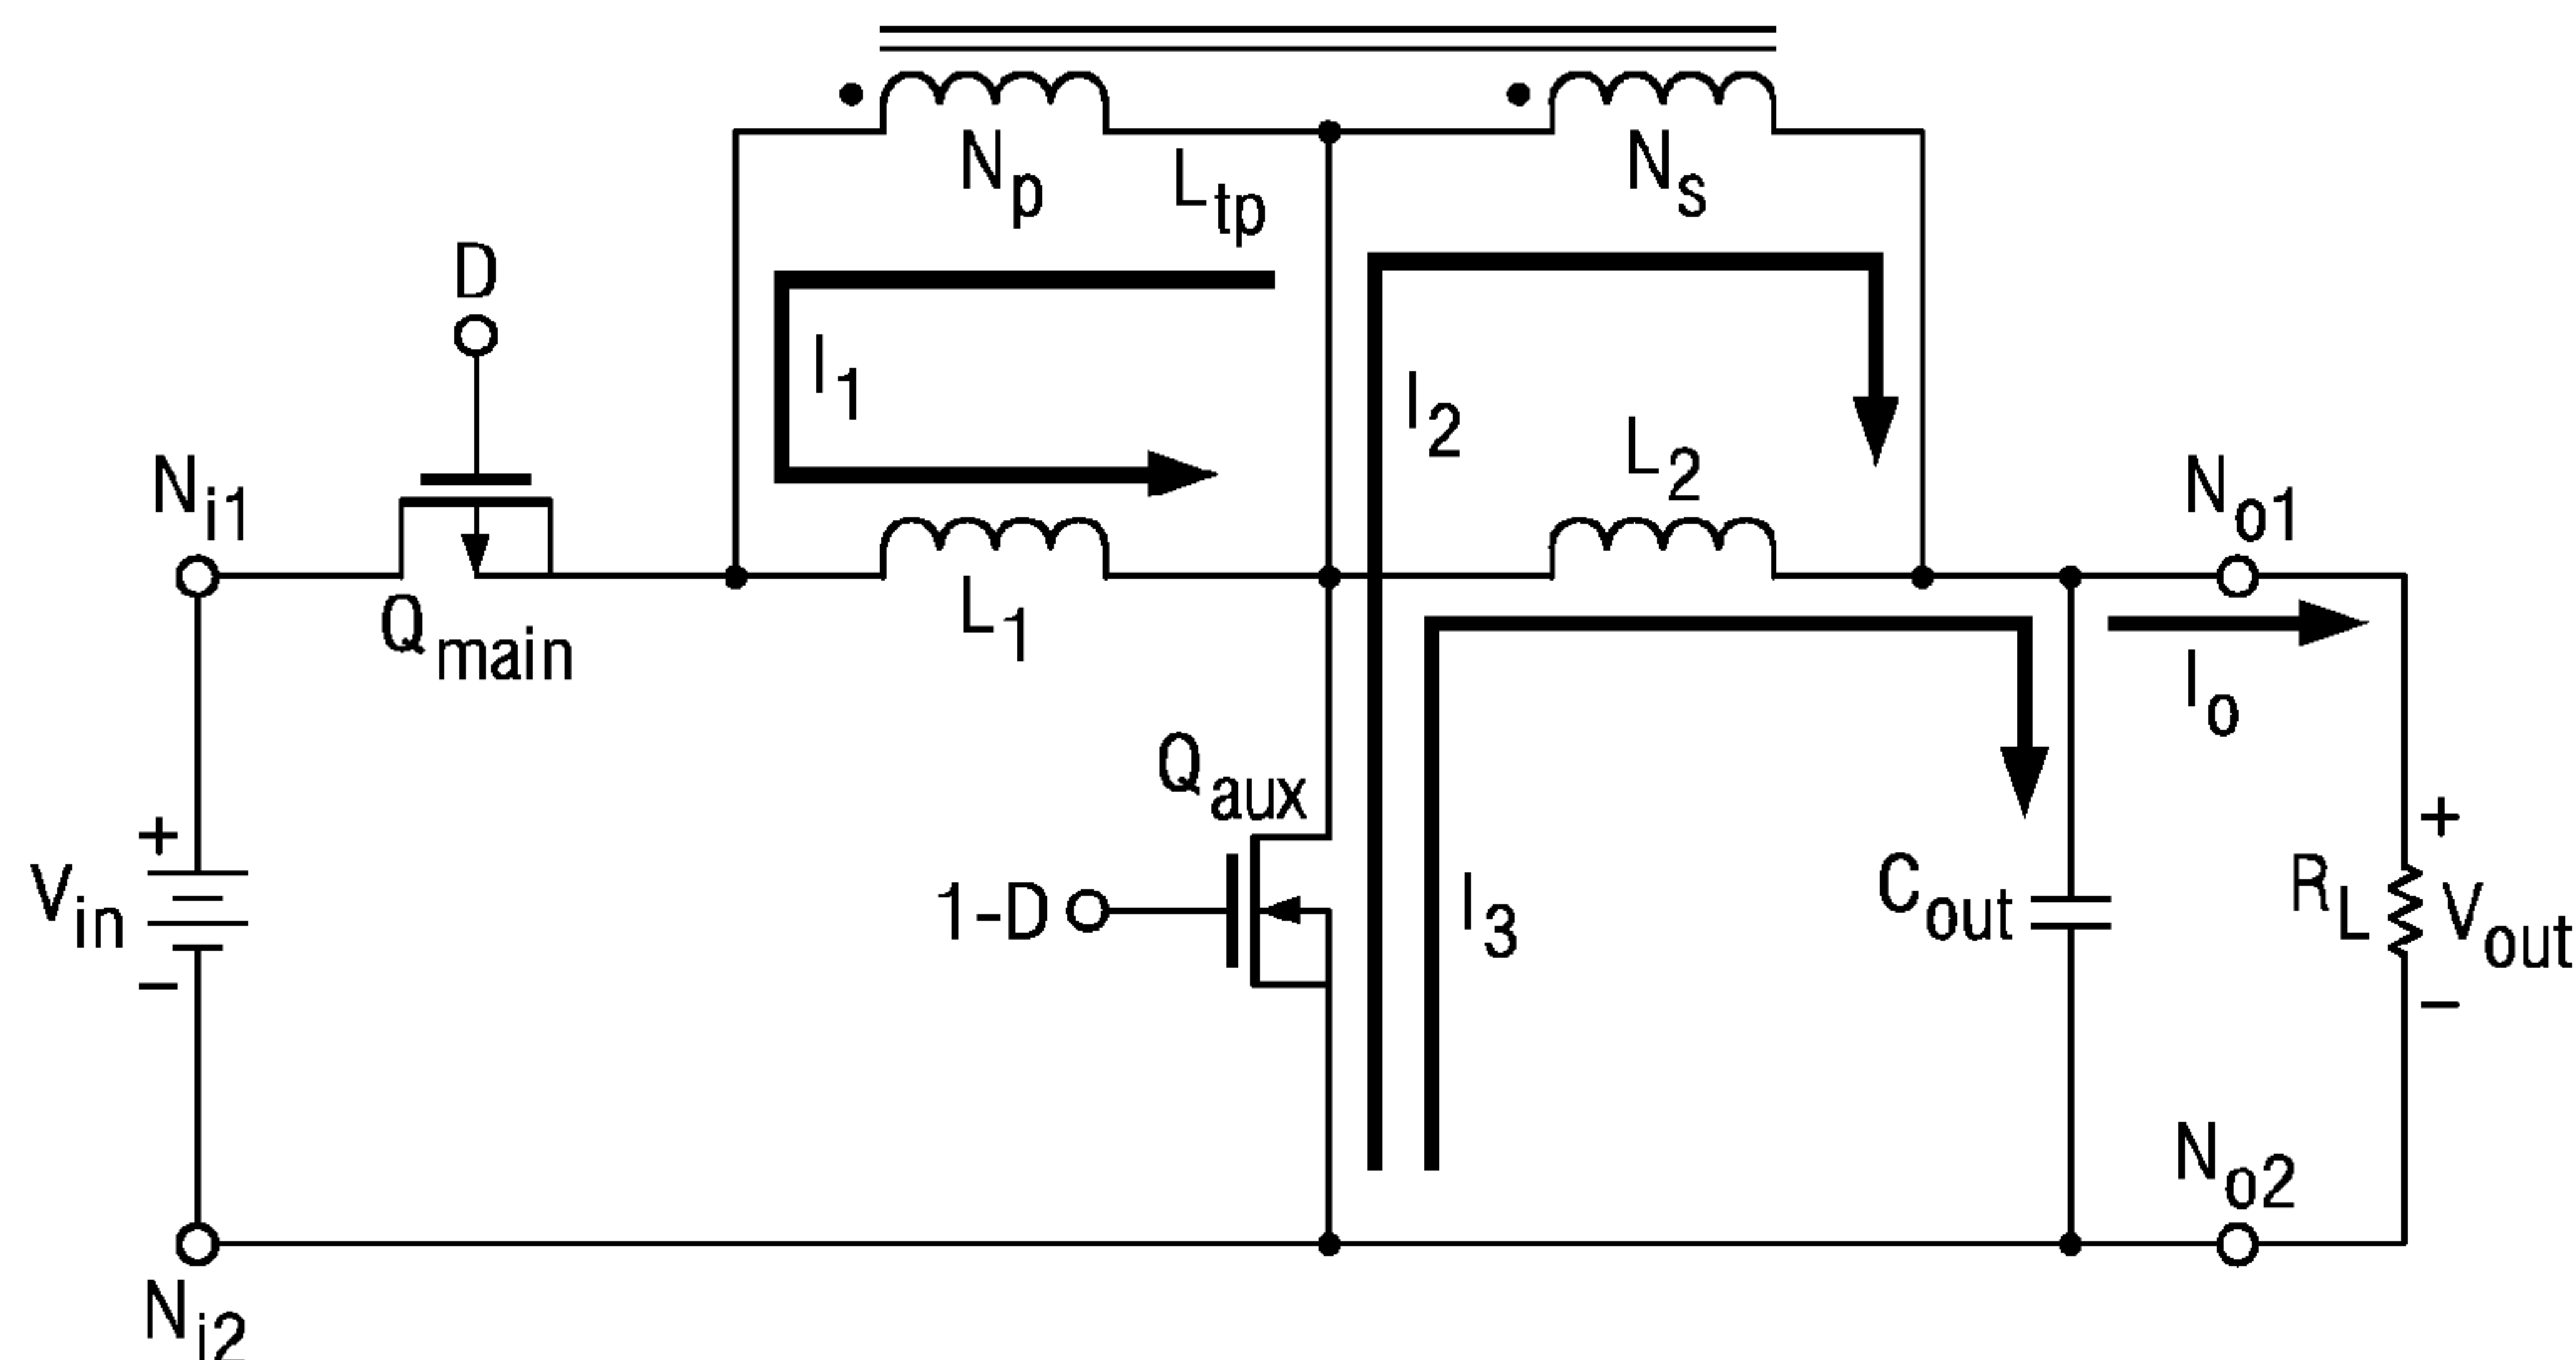 Np
Ltp
Ns
D
I1
I2
L2
Ni1
No1
Qmain
L1
Io
Qaux
+
+
Vin
1-D
I3
Cout
RL
Vout
−
−
No2
Ni2